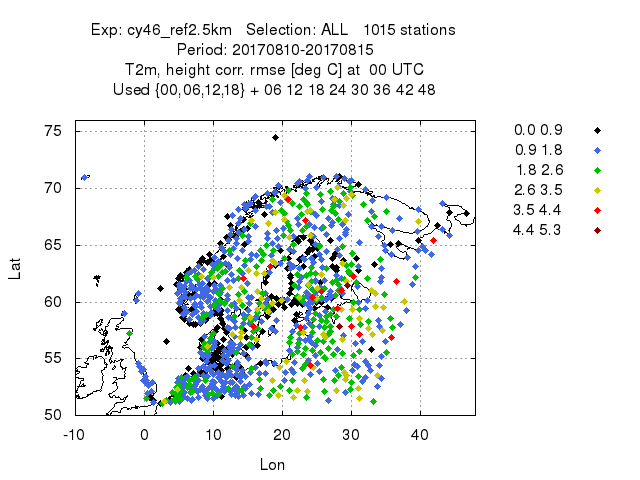 Exp: cy46_ref2.5km   Selection: ALL   1015 stations
Period: 20170810-20170815
T2m, height corr. rmse [deg C] at  00 UTC
Used {00,06,12,18} + 06 12 18 24 30 36 42 48
0.0 0.9
0.9 1.8
1.8 2.6
2.6 3.5
3.5 4.4
4.4 5.3
Lat
75
70
65
60
55
50
-10 0 10 20 30 40
Lon